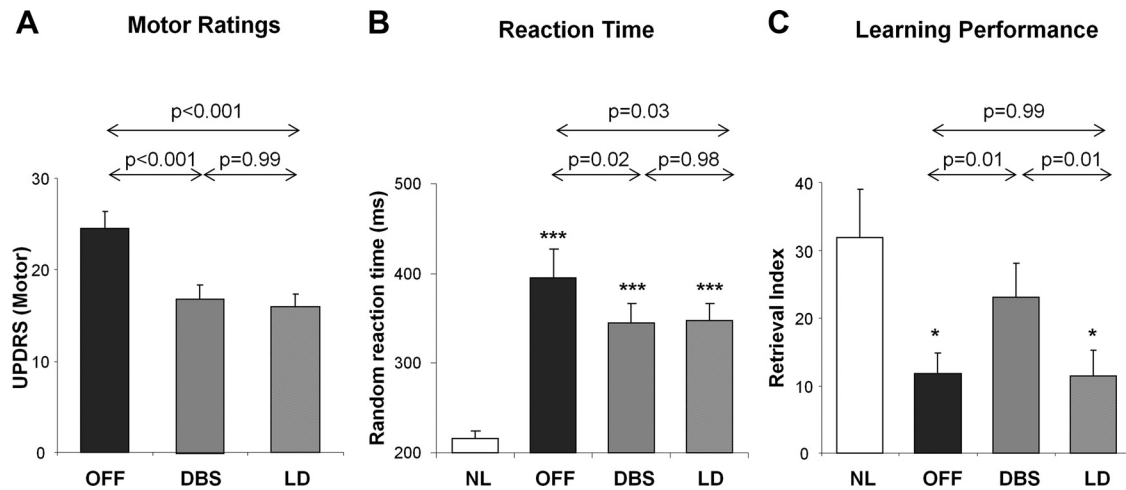 A Motor Ratings
p<0.001
p<0.001 p=0.99
30
20
10
0
UPDRS (Motor)
OFF DBS LD
B Reaction Time
p=0.03
p=0.02 p=0.98
500
400
300
200
Random reaction time (ms)
***
***
***
NL OFF DBS LD
C Learning Performance
p=0.99
p=0.01 p=0.01
40
30
20
10
0
Retrieval Index
*
*
NL OFF DBS LD